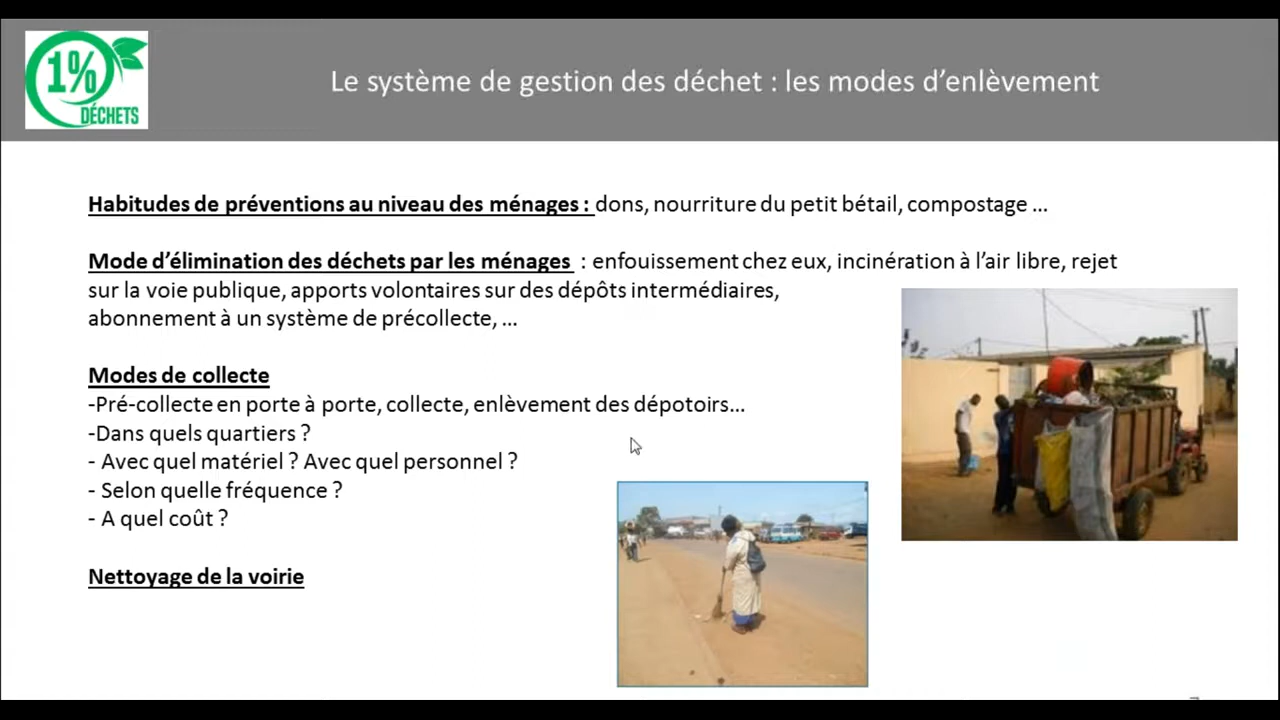 1%
DÉCHETS
Le système de gestion des déchet : les modes d’enlèvement
Habitudes de préventions au niveau des ménages : dons, nourriture du petit bétail, compostage ...
Mode d’élimination des déchets par les ménages : enfouissement chez eux, incinération à l’air libre, rejet
sur la voie publique, apports volontaires sur des dépôts intermédiaires,
abonnement à un système de précollecte, ...
Modes de collecte
-Pré-collecte en porte à porte, collecte, enlèvement des dépotoirs...
-Dans quels quartiers ?
- Avec quel matériel ? Avec quel personnel ?
- Selon quelle fréquence ?
- A quel coût ?
Nettoyage de la voirie